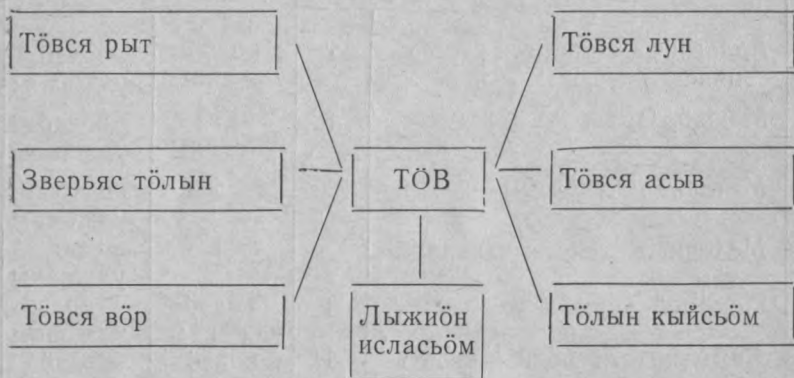 Тӧвся рыт
Тӧвся лун
Зверьяс тӧлын
ТӦВ
Тӧвся асыв
Тӧвся вӧр
Лыжиӧн
исласьӧм
Тӧлын кыйсьӧм